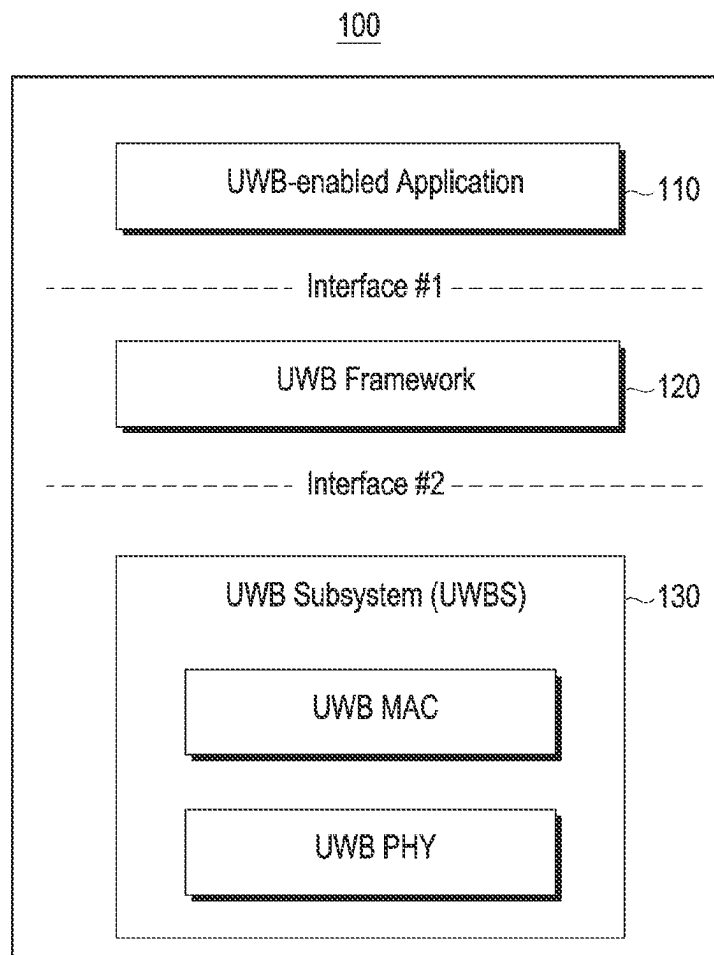 100
UWB-enabled Application
110
Interface #1
UWB Framework
120
Interface #2
UWB Subsystem (UWBS)
130
UWB MAC
UWB PHY